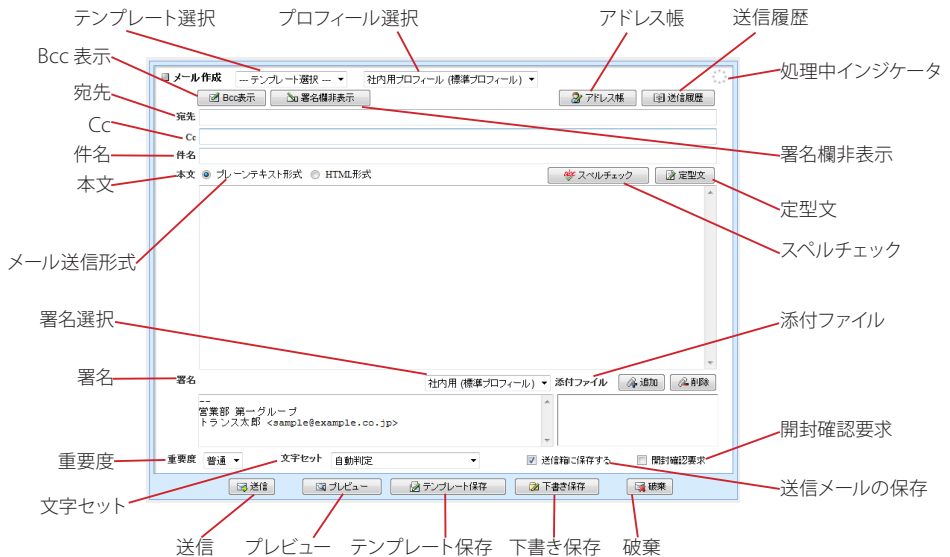 テンプレート選択 プロフィール選択 アドレス帳 送信履歴
Bcc 表示
処理中インジケータ
メール作成 --- テンプレート選択 --- 社内用プロフィール (標準プロフィール)
宛先
Bcc表示 署名欄非表示 アドレス帳 送信履歴
宛先
Cc
Cc
件名
件名
署名欄非表示
本文
本文 プレーンテキスト形式 HTML形式 abc スペルチェック 定型文
定型文
スペルチェック
メール送信形式
署名選択
添付ファイル
署名
署名 社内用 (標準プロフィール) 添付ファイル 追加 削除
--
営業部 第一グループ
トランス太郎 <sample@example.co.jp>
開封確認要求
重要度
重要度 普通 文字セット 自動判定 送信箱に保存する 開封確認要求
送信メールの保存
文字セット
送信 プレビュー テンプレート保存 下書き保存 破棄
送信 プレビュー テンプレート保存 下書き保存 破棄